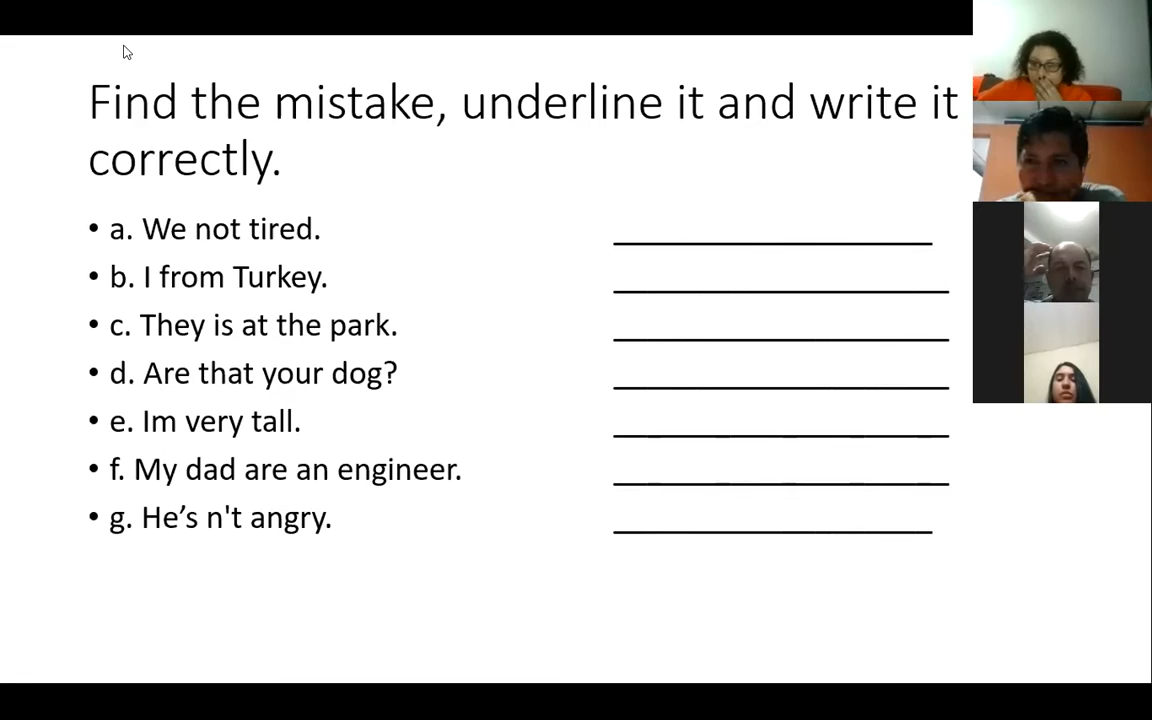 Find the mistake, underline it and write it
correctly.
• a. We not tired.
• b. I from Turkey.
• c. They is at the park.
• d. Are that your dog?
• e. Im very tall.
• f. My dad are an engineer.
• g. He’s n't angry.